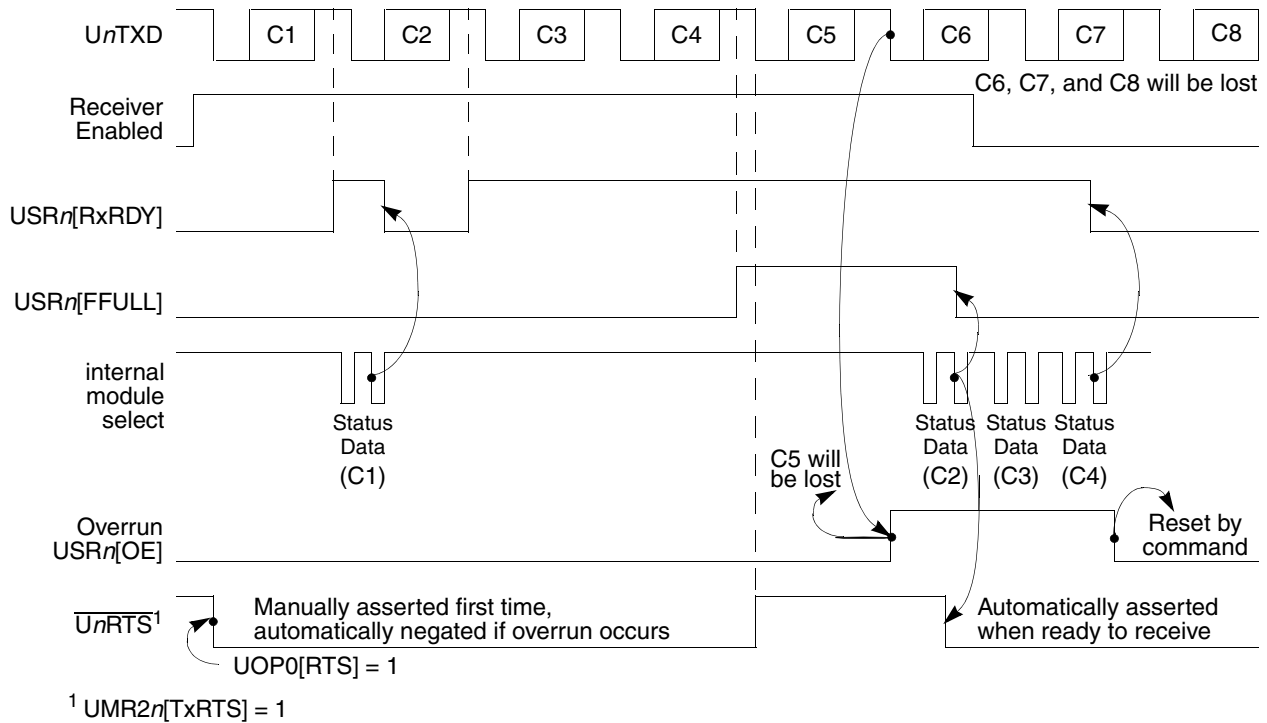 UnTXD
C1
C2
C3
C4
C5
C6
C7
C8
C6, C7, and C8 will be lost
Receiver
Enabled
USRn[RxRDY]
USRn[FFULL]
internal
module
select
Status
Data
(C1)
Status
Data
(C2)
Status
Data
(C3)
Status
Data
(C4)
C5 will
be lost
Overrun
USRn[OE]
Reset by
command
UnRTS¹
Manually asserted first time,
automatically negated if overrun occurs
Automatically asserted
when ready to receive
UOP0[RTS] = 1
¹ UMR2n[TxRTS] = 1